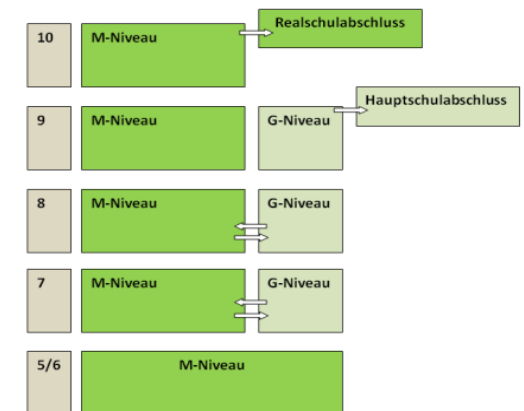 Realschulabschluss
10 M-Niveau
Hauptschulabschluss
9 M-Niveau G-Niveau
8 M-Niveau G-Niveau
7 M-Niveau G-Niveau
5/6 M-Niveau